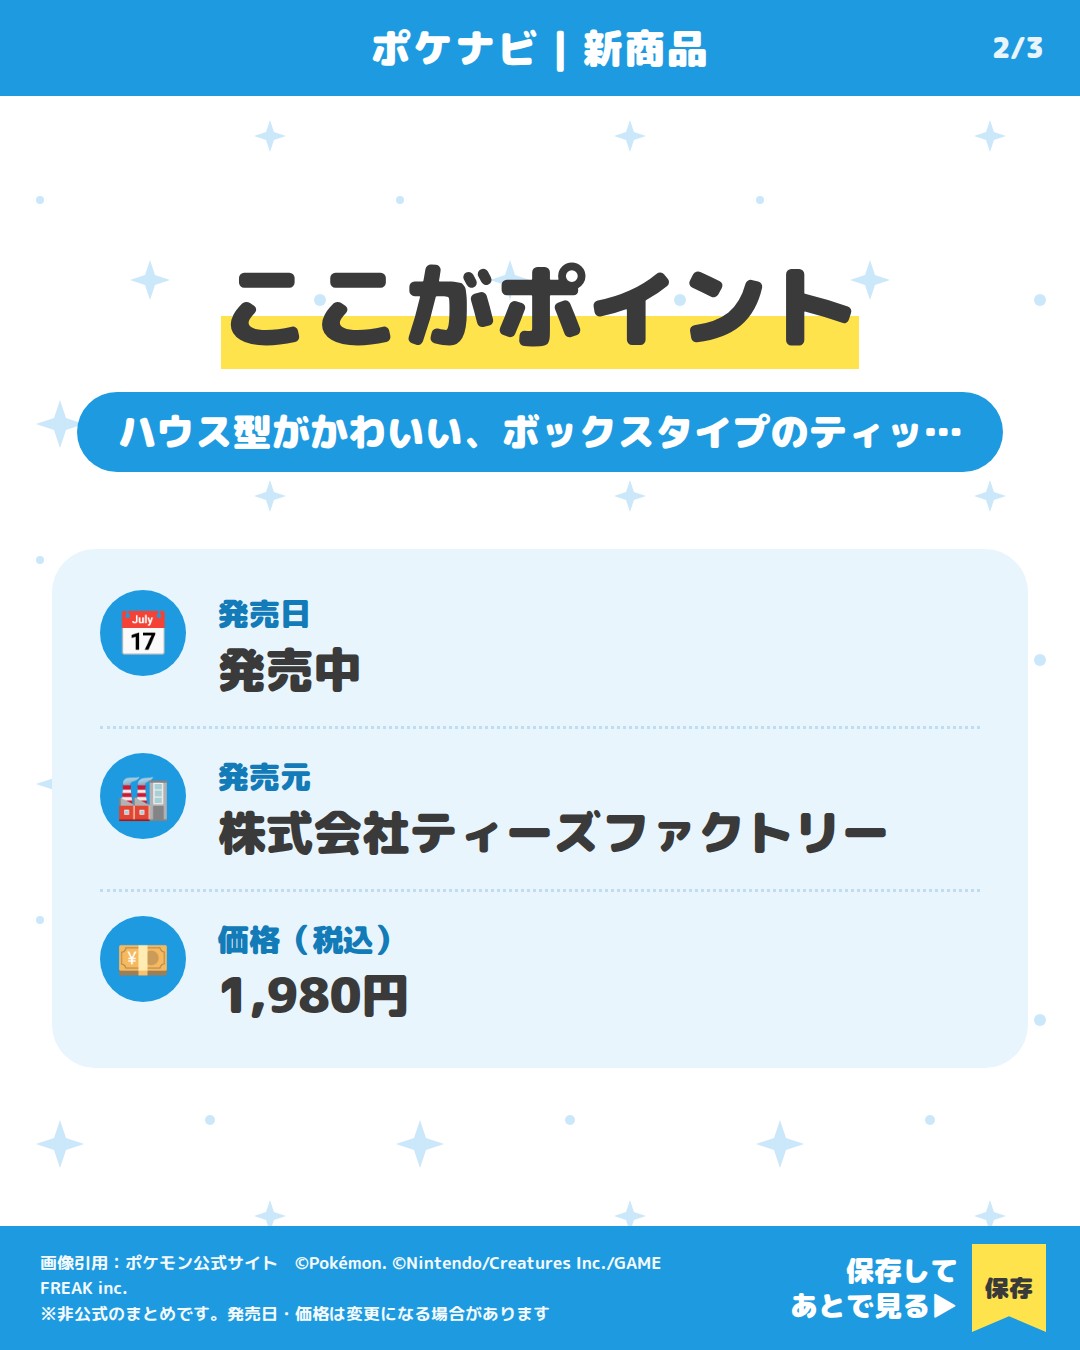 ポケナビ | 新商品
2/3
ここがポイント
ハウス型がかわいい、ボックスタイプのティッ…
July
17
発売日
発売中
発売元
株式会社ティーズファクトリー
価格（税込）
1,980円
画像引用：ポケモン公式サイト　©Pokémon. ©Nintendo/Creatures Inc./GAME
FREAK inc.
※非公式のまとめです。発売日・価格は変更になる場合があります
保存して
あとで見る▶
保存